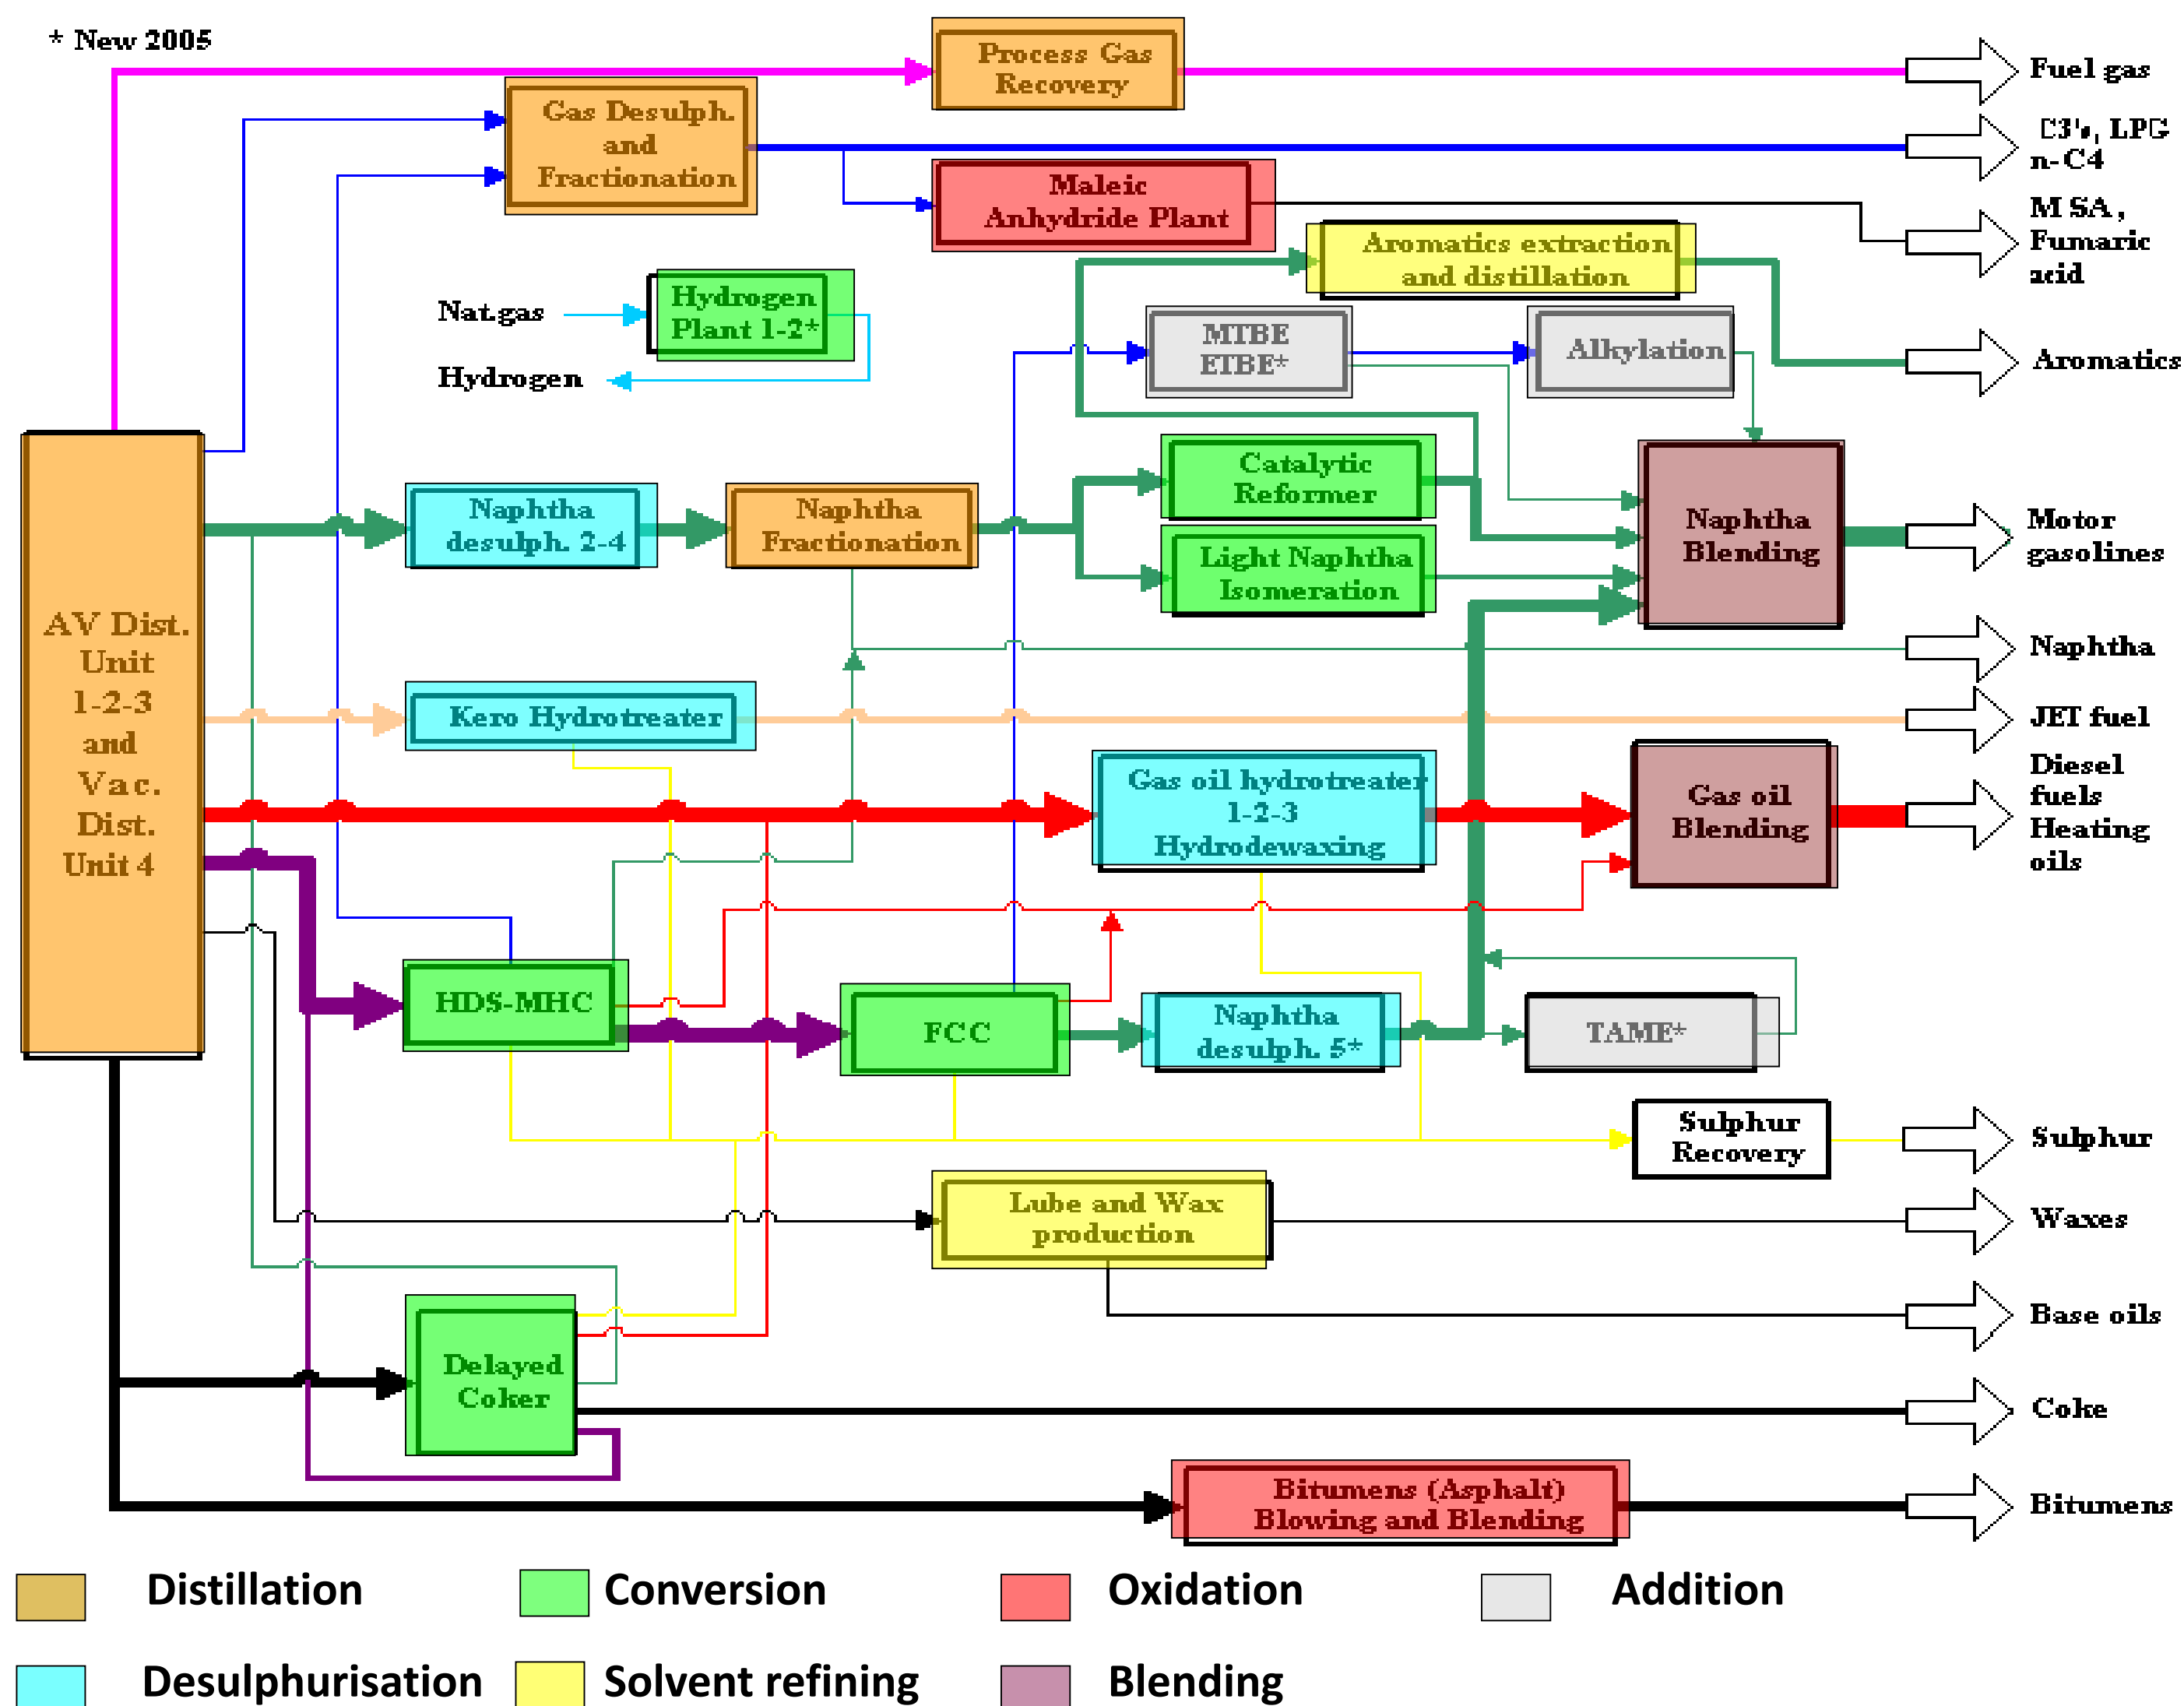 * New 2005
Process Gas
Recovery
Fuel gas
Gas Desulph.
and
Fractionation
C3's, LPG
n-C4
Maleic
Anhydride Plant
MSA,
Fumaric
acid
Aromatics extraction
and distillation
Nat.gas
Hydrogen
Plant 1-2*
Hydrogen
MTBE
ETBE*
Alkylation
Aromatics
Catalytic
Reformer
Naphtha
desulph. 2-4
Naphtha
Fractionation
Light Naphtha
Isomeration
Naphtha
Blending
Motor
gasolines
AV Dist.
Unit
1-2-3
and
Vac.
Dist.
Unit 4
Naphtha
Kero Hydrotreater
JET fuel
Gas oil hydrotreater
1-2-3
Hydrodewaxing
Gas oil
Blending
Diesel
fuels
Heating
oils
HDS-MHC
FCC
Naphtha
desulph. 5*
TAME*
Sulphur
Recovery
Sulphur
Lube and Wax
production
Waxes
Base oils
Delayed
Coker
Coke
Bitumens (Asphalt)
Blowing and Blending
Bitumens
Distillation
Conversion
Oxidation
Addition
Desulphurisation
Solvent refining
Blending